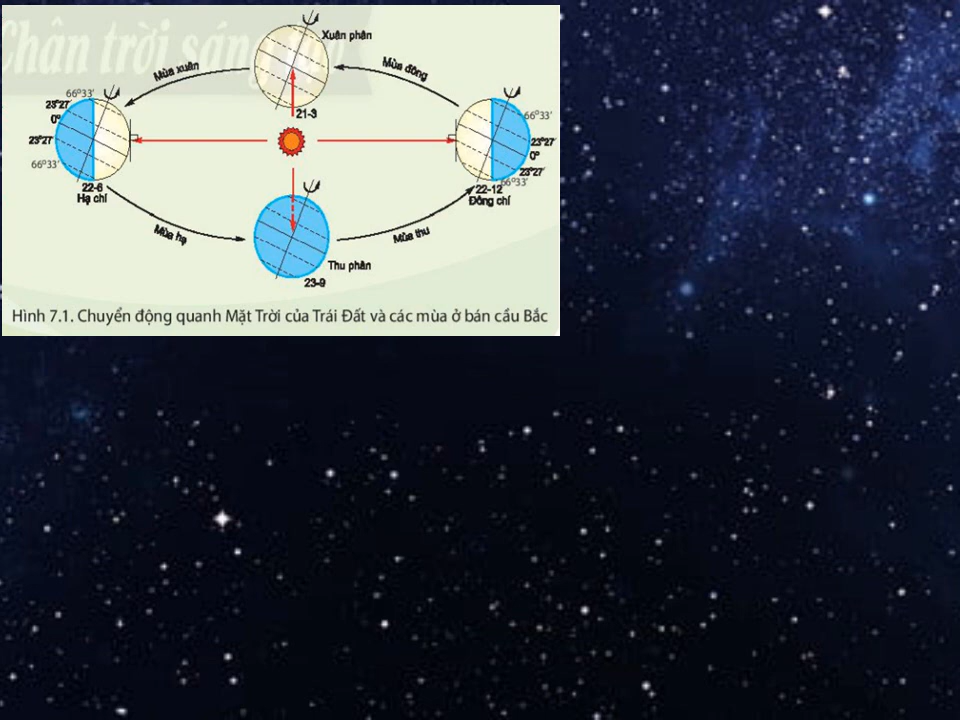 Chân trời sáng tạo
Xuân phân
Mùa xuân
Mùa đông
21-3
66°33'
23°27'
0°
23°27'
66°33'
22-6
Hạ chí
66°33'
23°27'
0°
23°27'
66°33'
22-12
Đông chí
Mùa hạ
Mùa thu
Thu phân
23-9
Hình 7.1. Chuyển động quanh Mặt Trời của Trái Đất và các mùa ở bán cầu Bắc